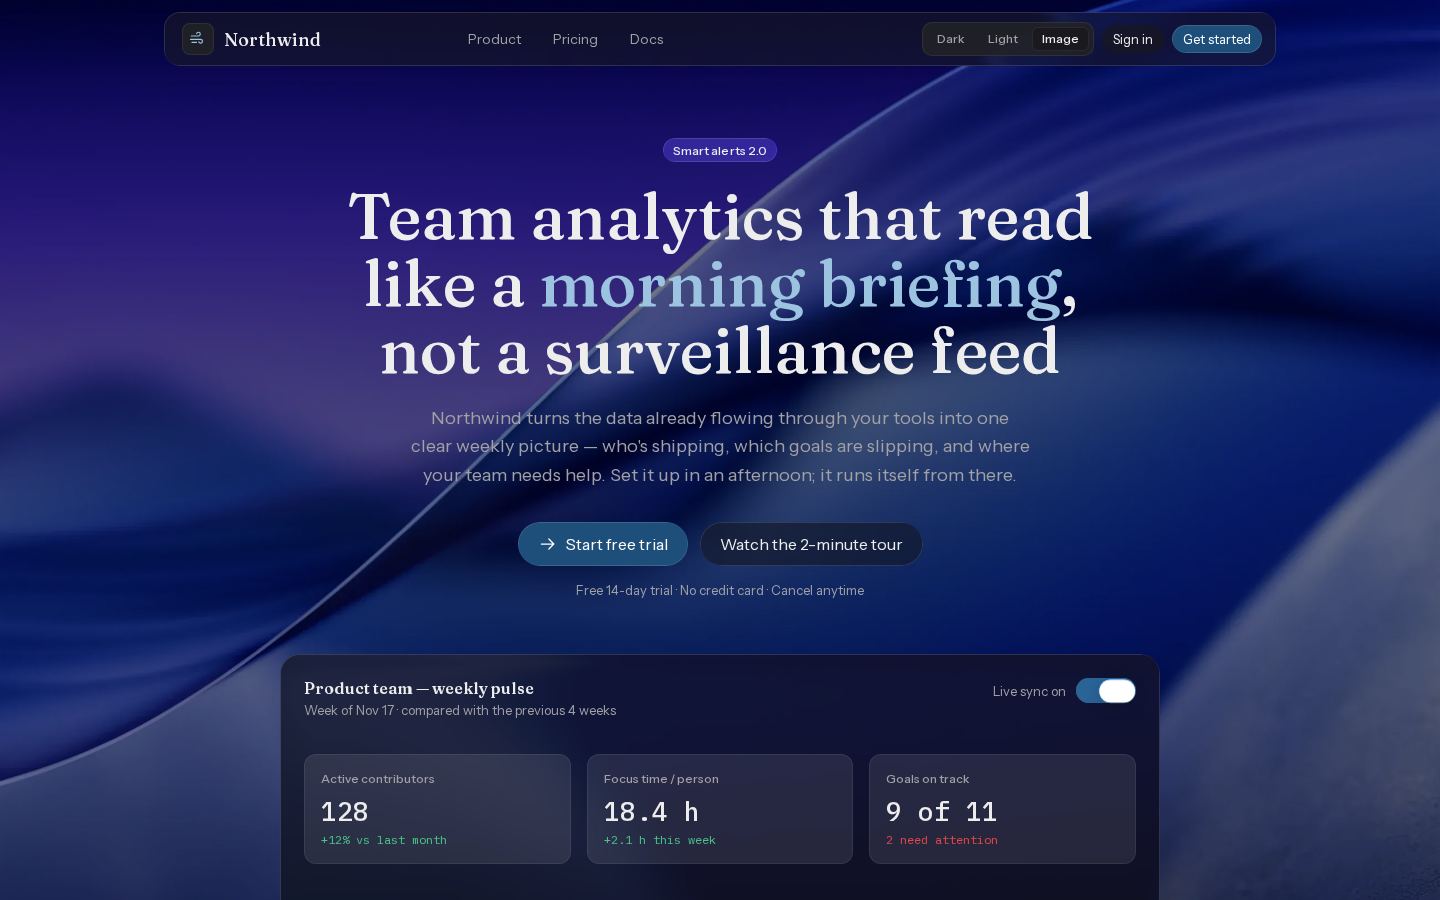 Northwind
Product
Pricing
Docs
Dark
Light
Image
Sign in
Get started
Smart alerts 2.0
Team analytics that read
like a morning briefing,
not a surveillance feed
Northwind turns the data already flowing through your tools into one
clear weekly picture — who's shipping, which goals are slipping, and where
your team needs help. Set it up in an afternoon; it runs itself from there.
Start free trial
Watch the 2-minute tour
Free 14-day trial · No credit card · Cancel anytime
Product team — weekly pulse
Week of Nov 17 · compared with the previous 4 weeks
Live sync on
Active contributors
128
+12% vs last month
Focus time / person
18.4 h
+2.1 h this week
Goals on track
9 of 11
2 need attention